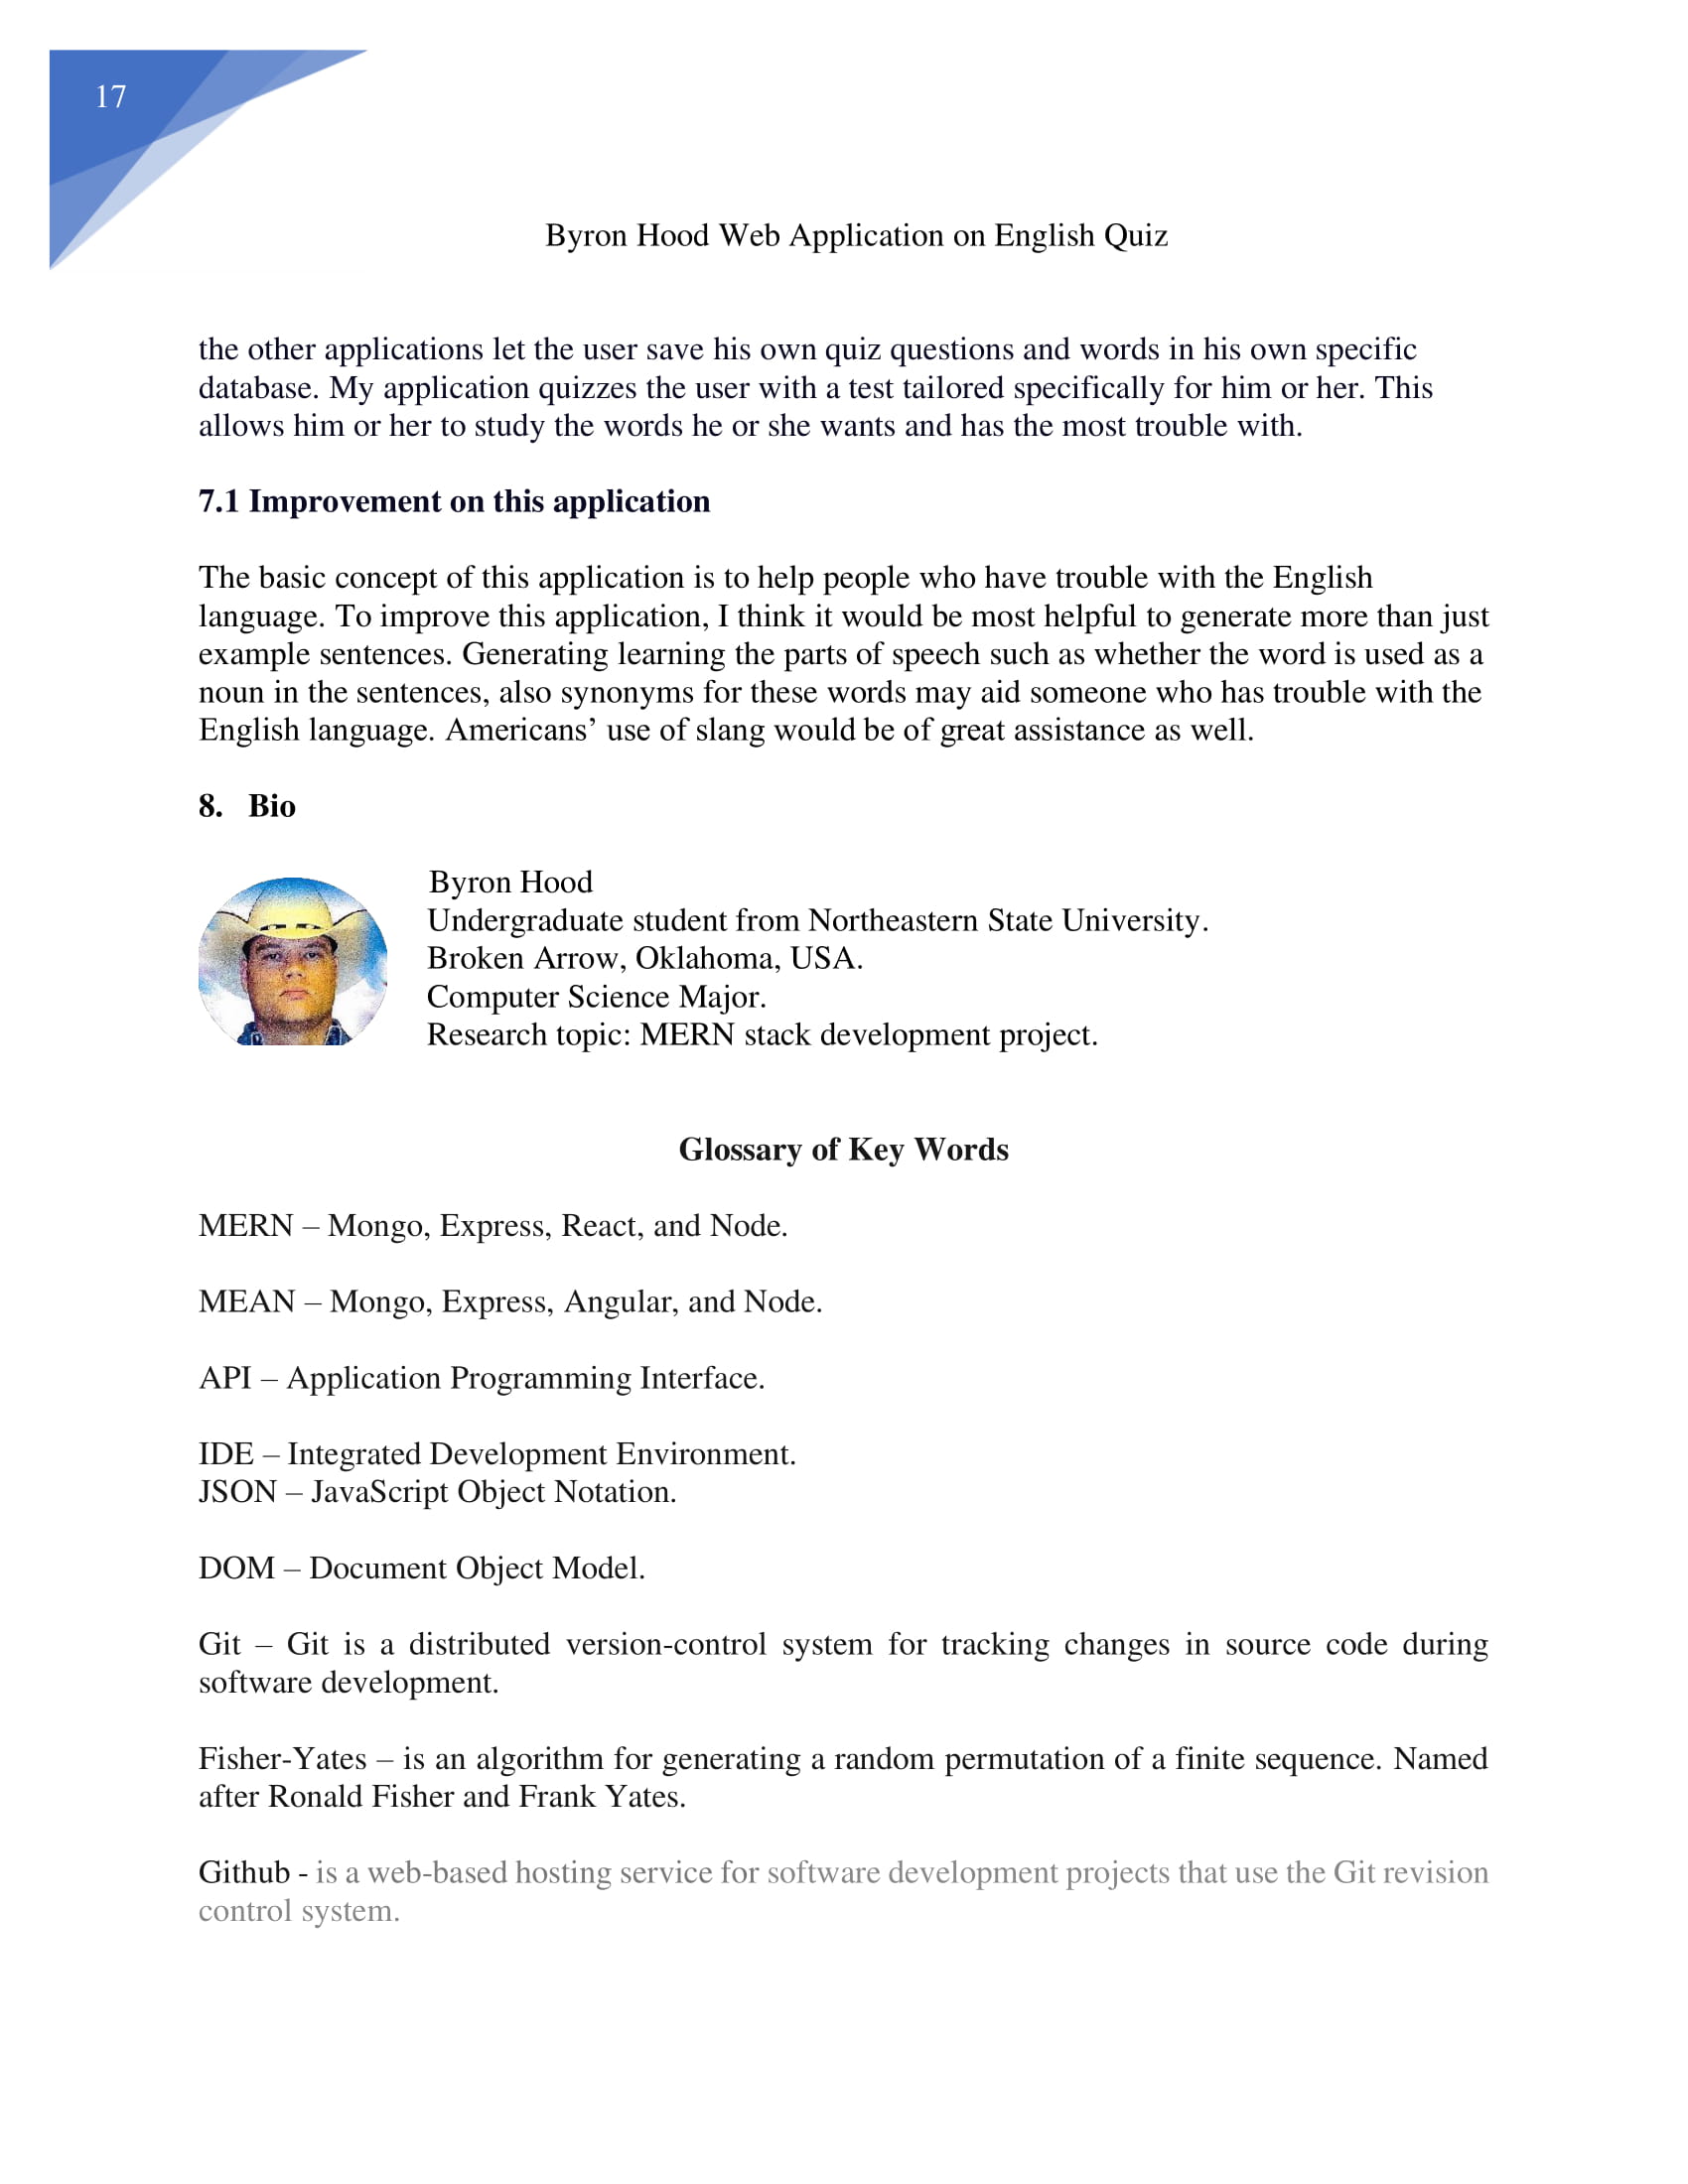 17
Byron Hood Web Application on English Quiz
the other applications let the user save his own quiz questions and words in his own specific
database. My application quizzes the user with a test tailored specifically for him or her. This
allows him or her to study the words he or she wants and has the most trouble with.
7.1 Improvement on this application
The basic concept of this application is to help people who have trouble with the English
language. To improve this application, I think it would be most helpful to generate more than just
example sentences. Generating learning the parts of speech such as whether the word is used as a
noun in the sentences, also synonyms for these words may aid someone who has trouble with the
English language. Americans’ use of slang would be of great assistance as well.
8. Bio
Byron Hood
Undergraduate student from Northeastern State University.
Broken Arrow, Oklahoma, USA.
Computer Science Major.
Research topic: MERN stack development project.
Glossary of Key Words
MERN – Mongo, Express, React, and Node.
MEAN – Mongo, Express, Angular, and Node.
API – Application Programming Interface.
IDE – Integrated Development Environment.
JSON – JavaScript Object Notation.
DOM – Document Object Model.
Git – Git is a distributed version-control system for tracking changes in source code during
software development.
Fisher-Yates – is an algorithm for generating a random permutation of a finite sequence. Named
after Ronald Fisher and Frank Yates.
Github - is a web-based hosting service for software development projects that use the Git revision
control system.